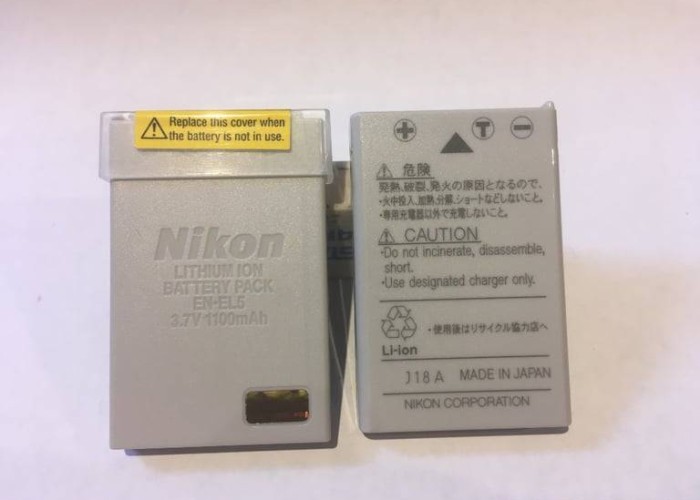 Replace this cover when
the battery is not in use.
Nikon
LITHIUM ION
BATTERY PACK
EN-EL5
3.7V 1100mAh
+ T −
危険
発熱、破裂、発火の原因となるので、
・火中投入、加熱、分解、ショートなどしないこと。
・専用充電器以外で充電しないこと。
CAUTION
・Do not incinerate, disassemble,
short.
・Use designated charger only.
・使用後はリサイクル協力店へ
Li-ion
J18A MADE IN JAPAN
NIKON CORPORATION